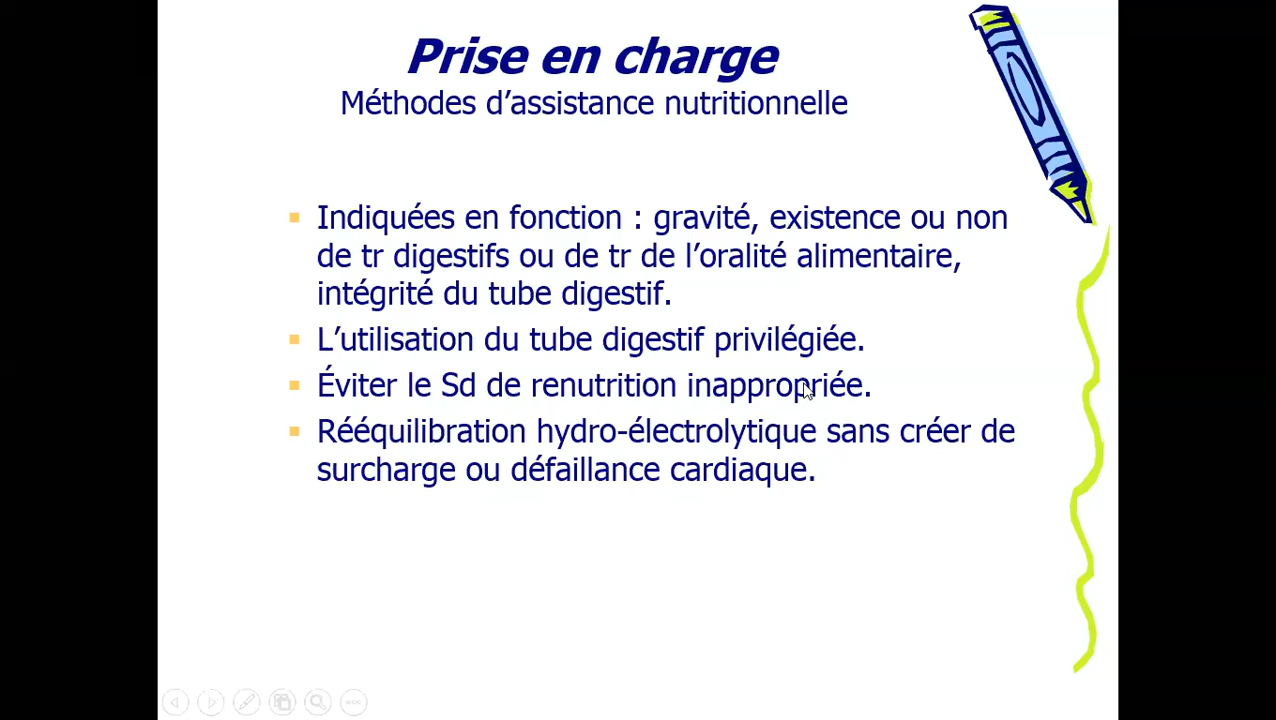 Prise en charge
Méthodes d’assistance nutritionnelle
Indiquées en fonction : gravité, existence ou non
de tr digestifs ou de tr de l’oralité alimentaire,
intégrité du tube digestif.
L’utilisation du tube digestif privilégiée.
Éviter le Sd de renutrition inappropriée.
Rééquilibration hydro-électrolytique sans créer de
surcharge ou défaillance cardiaque.